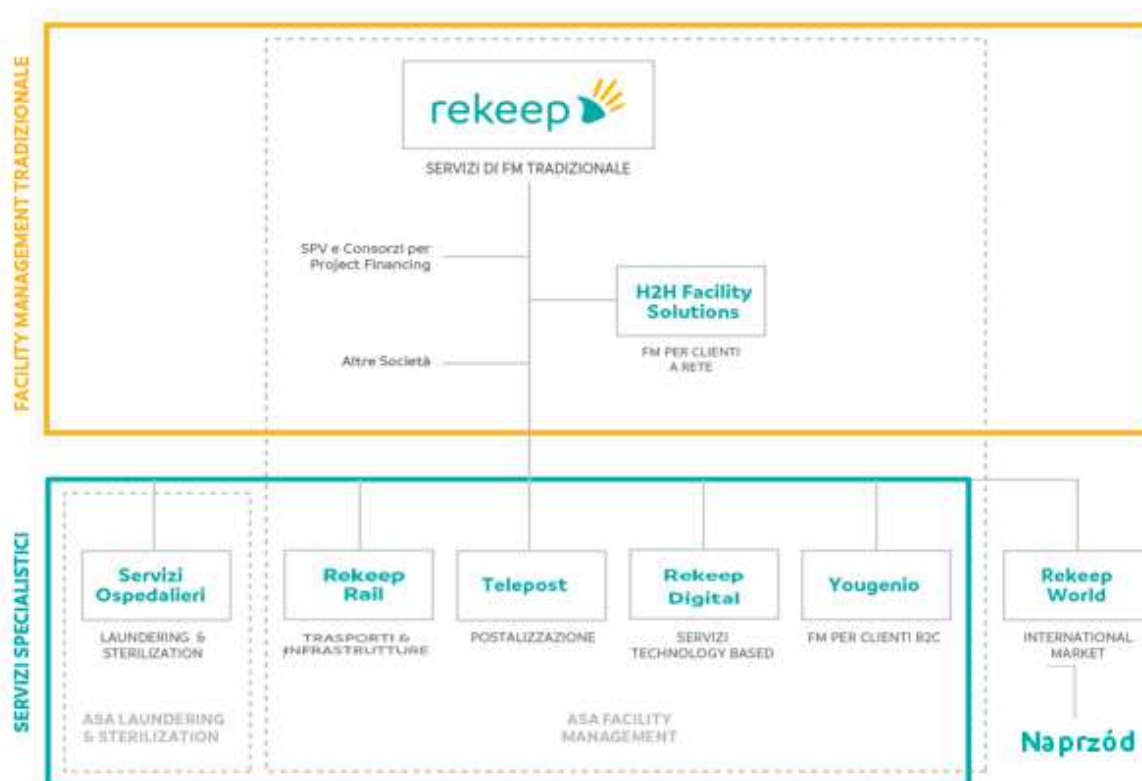 FACILITY MANAGEMENT TRADIZIONALE
rekeep
SERVIZI DI FM TRADIZIONALE
SPV e Consorzi per
Project Financing
H2H Facility
Solutions
FM PER CLIENTI
A RETE
Altre Società
SERVIZI SPECIALISTICI
Servizi
Ospedalieri
LAUNDERING &
STERILIZATION
Rekeep
Rail
TRASPORTI &
INFRASTRUTTURE
Telepost
POSTALIZZAZIONE
Rekeep
Digital
SERVIZI
TECHNOLOGY BASED
Yougenio
FM PER CLIENTI B2C
Rekeep
World
INTERNATIONAL
MARKET
ASA LAUNDERING
& STERILIZATION
ASA FACILITY
MANAGEMENT
Naprzód